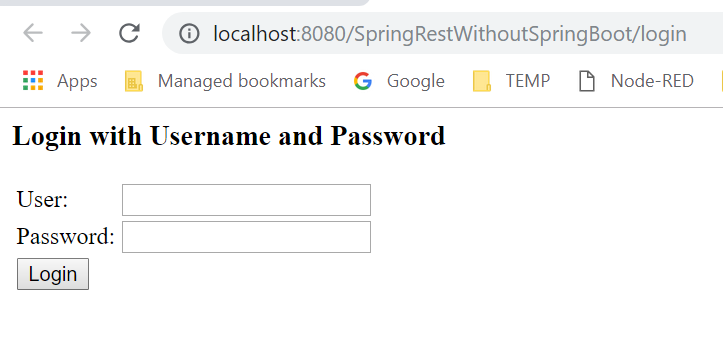 localhost:8080/SpringRestWithoutSpringBoot/login
Apps Managed bookmarks Google TEMP Node-RED
Login with Username and Password
User:
Password:
Login